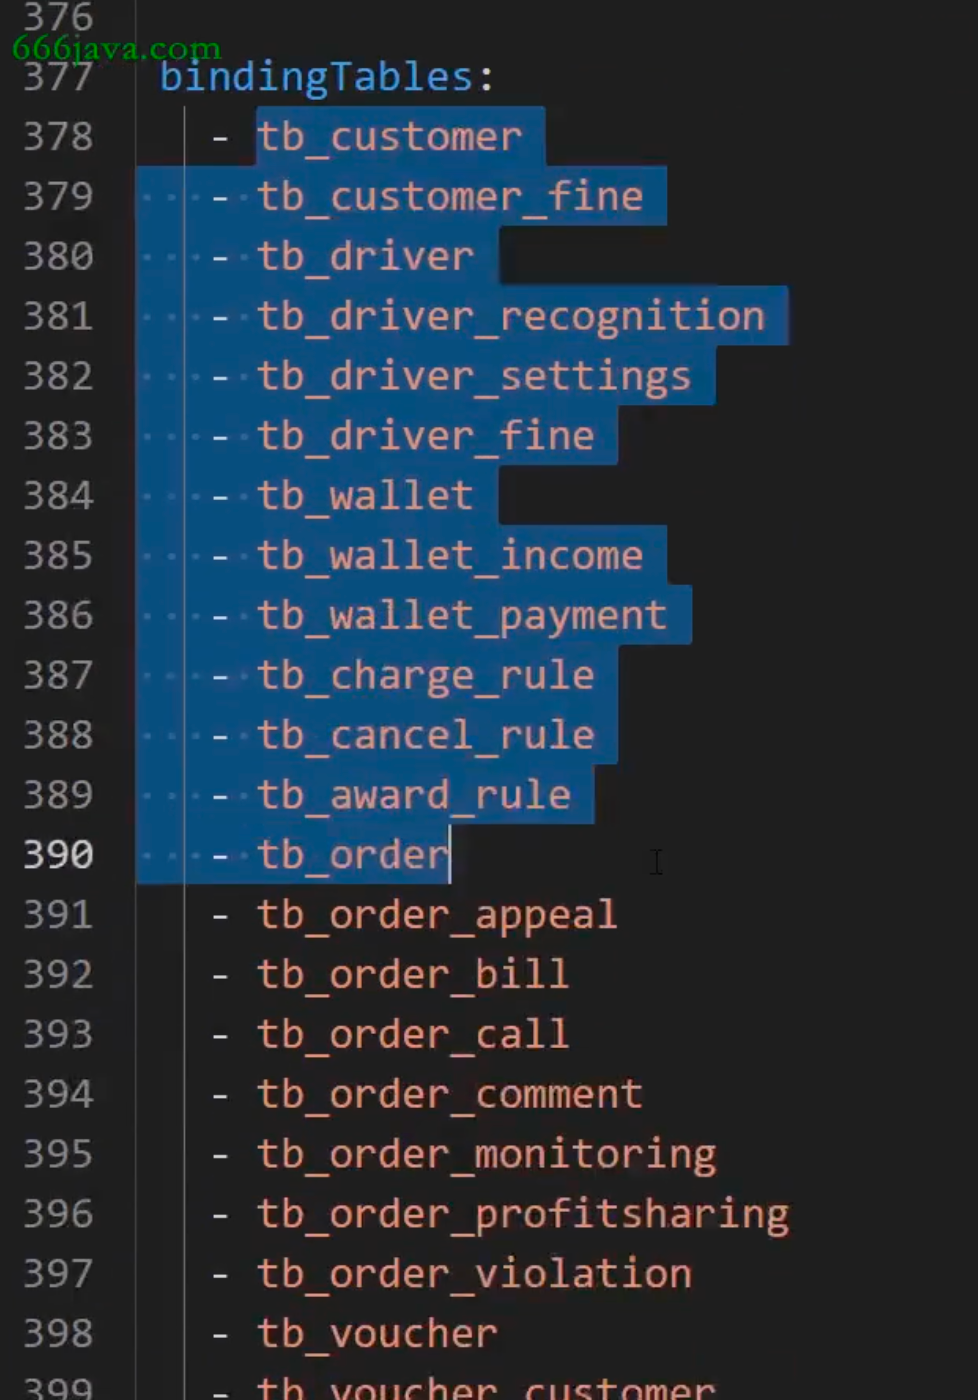 376
666java.com
377 bindingTables:
378 - tb_customer
379 - tb_customer_fine
380 - tb_driver
381 - tb_driver_recognition
382 - tb_driver_settings
383 - tb_driver_fine
384 - tb_wallet
385 - tb_wallet_income
386 - tb_wallet_payment
387 - tb_charge_rule
388 - tb_cancel_rule
389 - tb_award_rule
390 - tb_order
391 - tb_order_appeal
392 - tb_order_bill
393 - tb_order_call
394 - tb_order_comment
395 - tb_order_monitoring
396 - tb_order_profitsharing
397 - tb_order_violation
398 - tb_voucher
399 - tb_voucher_customer